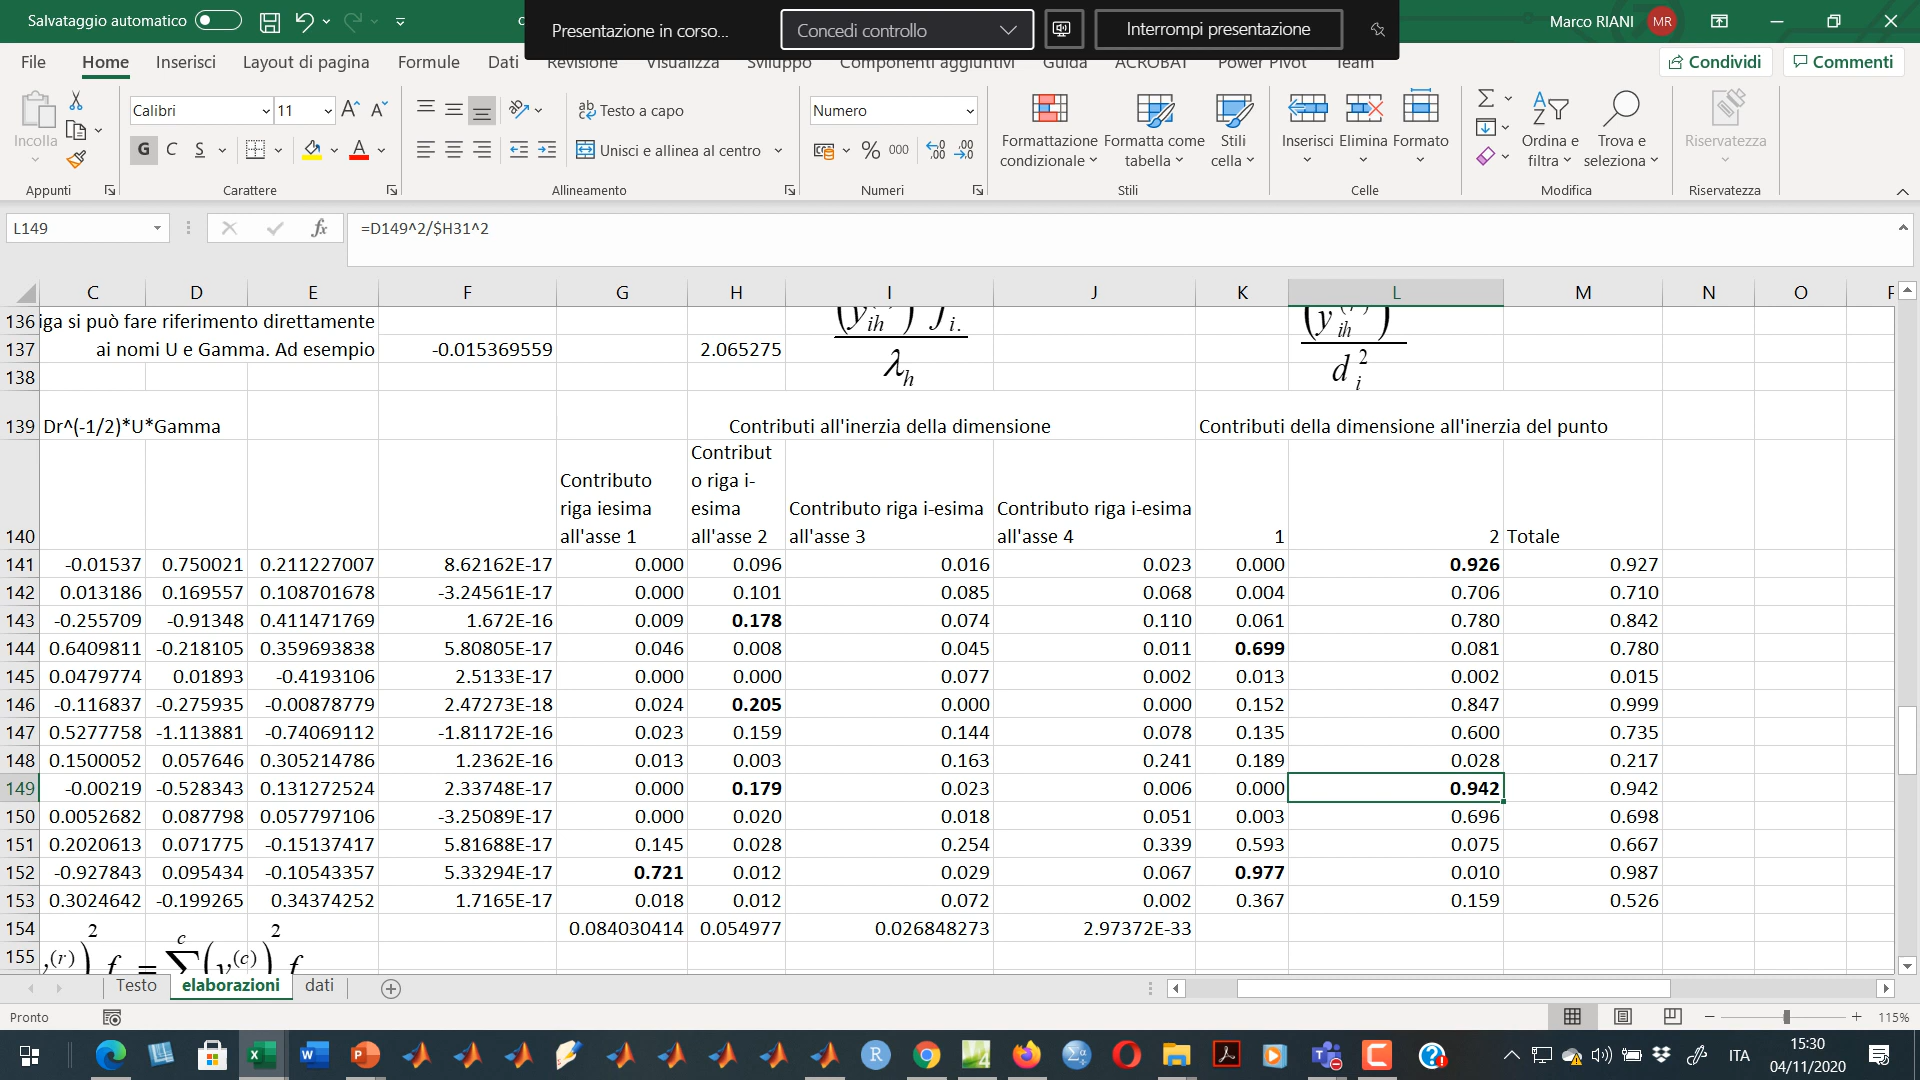 Salvataggio automatico
Presentazione in corso...
Concedi controllo
Interrompi presentazione
Marco RIANI MR
File Home Inserisci Layout di pagina Formule Dati Revisione Visualizza Sviluppo Componenti aggiuntivi Guida ACROBAT Power Pivot Team Condividi Commenti
Incolla
Calibri 11
G C S
Testo a capo
Unisci e allinea al centro
Numero
% 000
Formattazione condizionale
Formatta come tabella
Stili cella
Inserisci Elimina Formato
Ordina e filtra
Trova e seleziona
Riservatezza
Appunti Carattere Allineamento Numeri Stili Celle Modifica Riservatezza
L149 fx =D149^2/$H31^2
C D E F G H I J K L M N O
136 iga si può fare riferimento direttamente
137 ai nomi U e Gamma. Ad esempio -0.015369559 2.065275 λh d i 2
138
139 Dr^(-1/2)*U*Gamma Contributi all'inerzia della dimensione Contributi della dimensione all'inerzia del punto
140 Contributo riga iesima all'asse 1 Contributo riga i-esima all'asse 2 Contributo riga i-esima all'asse 3 Contributo riga i-esima all'asse 4 1 2 Totale
141 -0.01537 0.750021 0.211227007 8.62162E-17 0.000 0.096 0.016 0.023 0.000 0.926 0.927
142 0.013186 0.169557 0.108701678 -3.24561E-17 0.000 0.101 0.085 0.068 0.004 0.706 0.710
143 -0.255709 -0.91348 0.411471769 1.672E-16 0.009 0.178 0.074 0.110 0.061 0.780 0.842
144 0.6409811 -0.218105 0.359693838 5.80805E-17 0.046 0.008 0.045 0.011 0.699 0.081 0.780
145 0.0479774 0.01893 -0.4193106 2.5133E-17 0.000 0.000 0.077 0.002 0.013 0.002 0.015
146 -0.116837 -0.275935 -0.00878779 2.47273E-18 0.024 0.205 0.000 0.000 0.152 0.847 0.999
147 0.5277758 -1.113881 -0.74069112 -1.81172E-16 0.023 0.159 0.144 0.078 0.135 0.600 0.735
148 0.1500052 0.057646 0.305214786 1.2362E-16 0.013 0.003 0.163 0.241 0.189 0.028 0.217
149 -0.00219 -0.528343 0.131272524 2.33748E-17 0.000 0.179 0.023 0.006 0.000 0.942 0.942
150 0.0052682 0.087798 0.057797106 -3.25089E-17 0.000 0.020 0.018 0.051 0.003 0.696 0.698
151 0.2020613 0.071775 -0.15137417 5.81688E-17 0.145 0.028 0.254 0.339 0.593 0.075 0.667
152 -0.927843 0.095434 -0.10543357 5.33294E-17 0.721 0.012 0.029 0.067 0.977 0.010 0.987
153 0.3024642 -0.199265 0.34374252 1.7165E-17 0.018 0.012 0.072 0.002 0.367 0.159 0.526
154 0.084030414 0.054977 0.026848273 2.97372E-33
155
Testo elaborazioni dati
Pronto 115%
ITA 15:30
04/11/2020